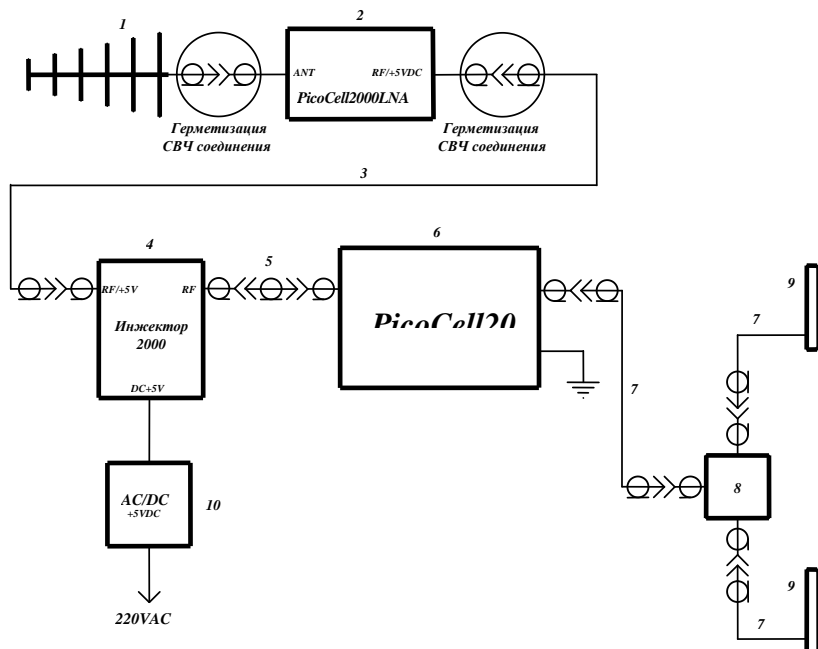 1
2
ANT
RF/+5VDC
PicoCell2000LNA
Герметизация
СВЧ соединения
Герметизация
СВЧ соединения
3
4
5
6
RF/+5V
RF
Инжектор
2000
DC+5V
PicoCell20
7
7
9
8
AC/DC
+5VDC
10
220VAC
9
7